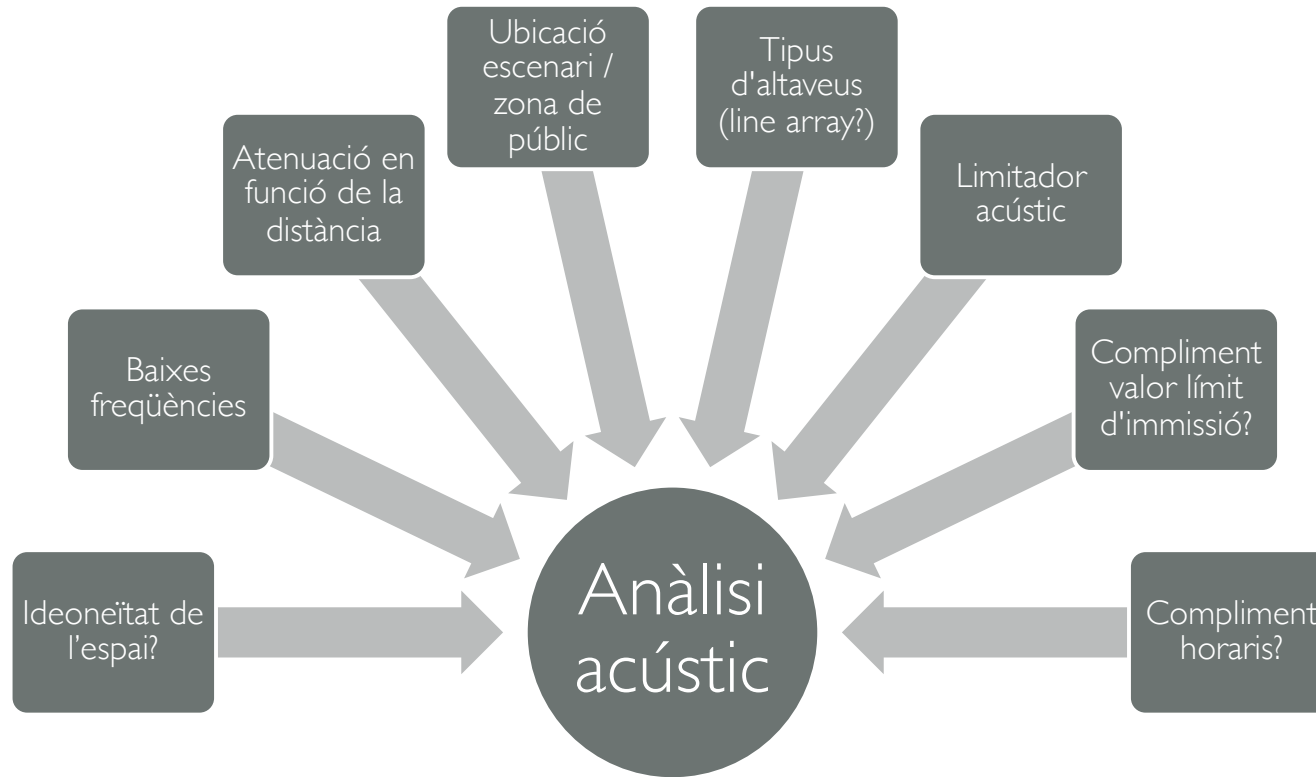 Ubicació
escenari /
zona de
públic
Tipus
d'altaveus
(line array?)
Atenuació en
funció de la
distància
Limitador
acústic
Baixes
freqüències
Compliment
valor límit
d'immissió?
Ideoneïtat de
l'espai?
Compliment
horaris?
Anàlisi
acústic